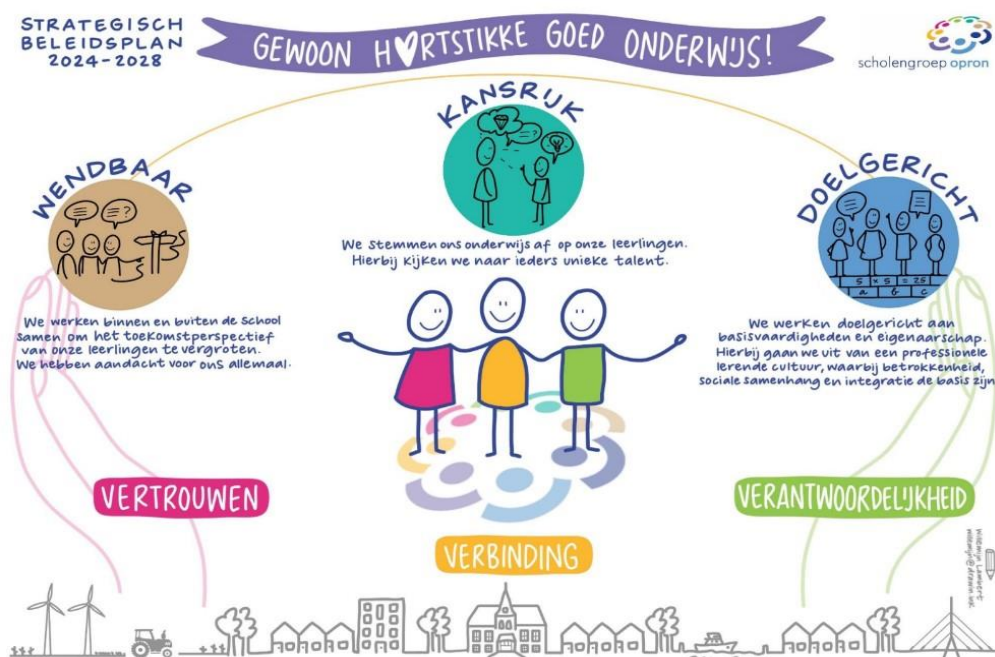 STRATEGISCH
BELEIDSPLAN
2024-2028
GEWOON H♥RTSTIKKE GOED ONDERWIJS!
scholengroep opron
KANSRIJK
We stemmen ons onderwijs af op onze leerlingen.
Hierbij kijken we naar ieders unieke talent.
WENDBAAR
?
We werken binnen en buiten de school
samen om het toekomstperspectief
van onze leerlingen te vergroten.
We hebben aandacht voor ons allemaal.
DOELGERICHT
5 x 5 = 25
a b c
We werken doelgericht aan
basisvaardigheden en eigenaarschap.
Hierbij gaan we uit van een professionele
lerende cultuur, waarbij betrokkenheid,
sociale samenhang en integratie de basis zijn
VERTROUWEN
VERBINDING
VERANTWOORDELIJKHEID